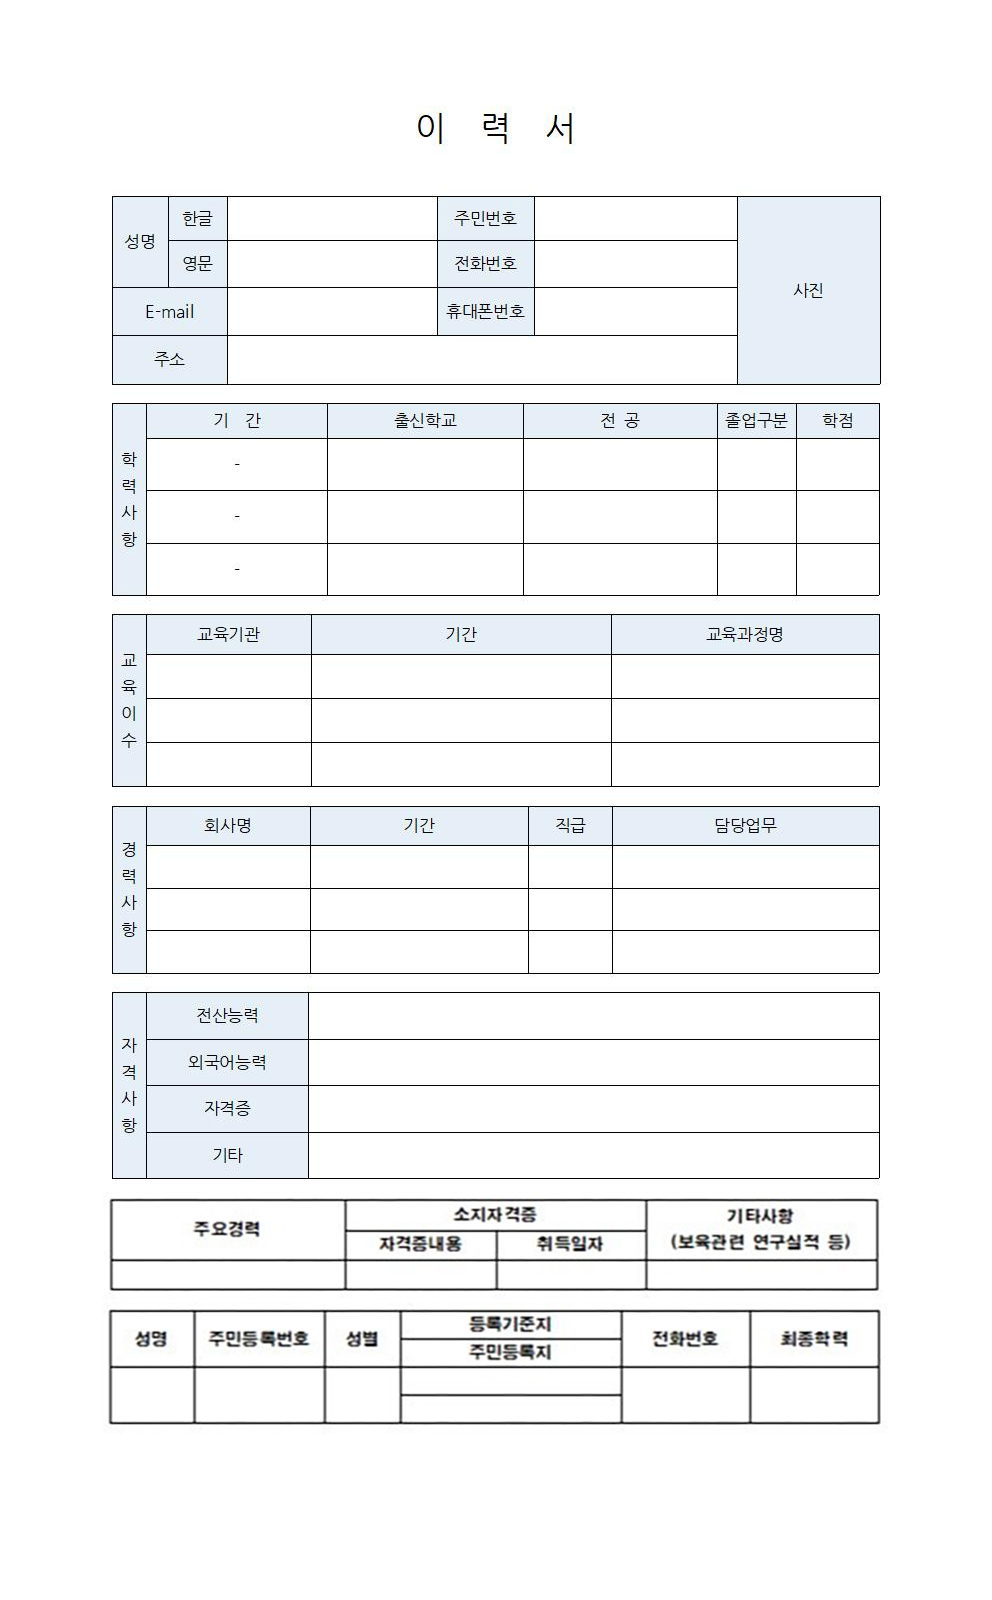 이 력 서
성명 한글 주민번호 사진
영문 전화번호
E-mail 휴대폰번호
주소
학력사항 기 간 출신학교 전 공 졸업구분 학점
-
-
-
교육이수 교육기관 기간 교육과정명
경력사항 회사명 기간 직급 담당업무
자격사항 전산능력
외국어능력
자격증
기타
주요경력 소지자격증 기타사항
자격증내용 취득일자 (보육관련 연구실적 등)
성명 주민등록번호 성별 등록기준지 전화번호 최종학력
주민등록지